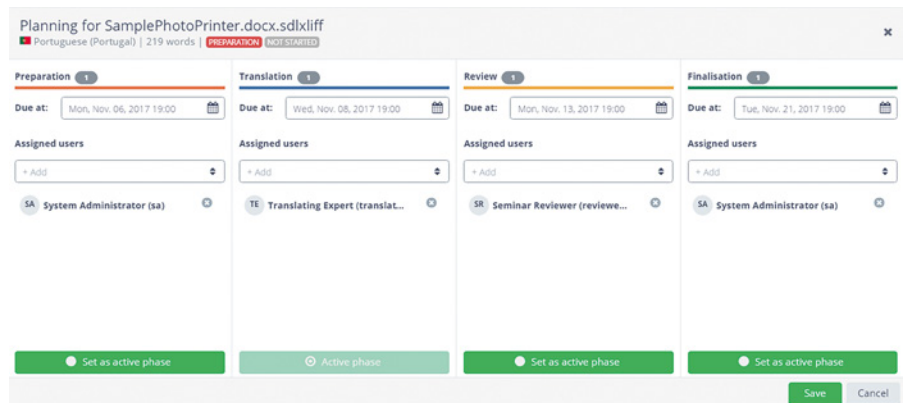 Planning for SamplePhotoPrinter.docx.sdlxliff
Portuguese (Portugal) | 219 words | PREPARATION NOT STARTED
Preparation 1
Due at: Mon, Nov. 06, 2017 19:00
Assigned users
+ Add
SA System Administrator (sa)
Set as active phase
Translation 1
Due at: Wed, Nov. 08, 2017 19:00
Assigned users
+ Add
TE Translating Expert (translat...
Active phase
Review 1
Due at: Mon, Nov. 13, 2017 19:00
Assigned users
+ Add
SR Seminar Reviewer (reviewe...
Set as active phase
Finalisation 1
Due at: Tue, Nov. 21, 2017 19:00
Assigned users
+ Add
SA System Administrator (sa)
Set as active phase
Save Cancel